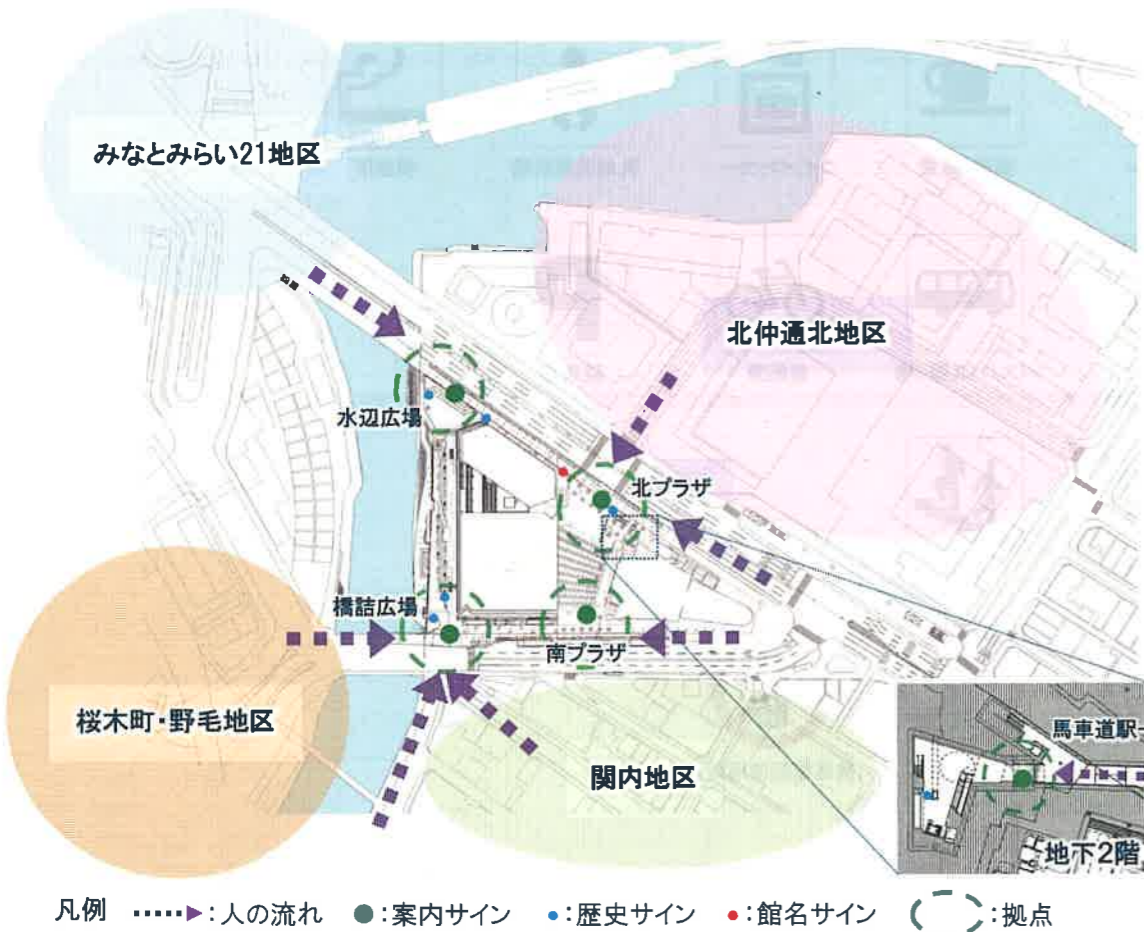 みなとみらい21地区
北仲通北地区
水辺広場
北プラザ
橋詰広場
南プラザ
桜木町・野毛地区
関内地区
馬車道駅
地下2階
凡例 :人の流れ :案内サイン :歴史サイン :館名サイン :拠点